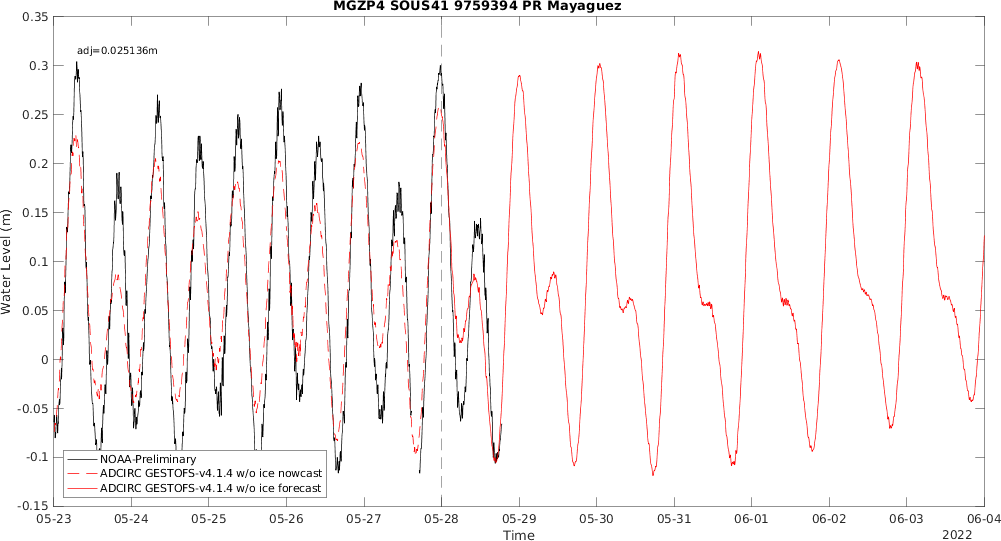 MGZP4 SOUS41 9759394 PR Mayaguez
0.35
adj=0.025136m
0.3
0.25
0.2
0.15
0.1
0.05
0
-0.05
-0.1
-0.15
Water Level (m)
NOAA-Preliminary
ADCIRC GESTOFS-v4.1.4 w/o ice nowcast
ADCIRC GESTOFS-v4.1.4 w/o ice forecast
05-23 05-24 05-25 05-26 05-27 05-28 05-29 05-30 05-31 06-01 06-02 06-03 06-04
Time
2022